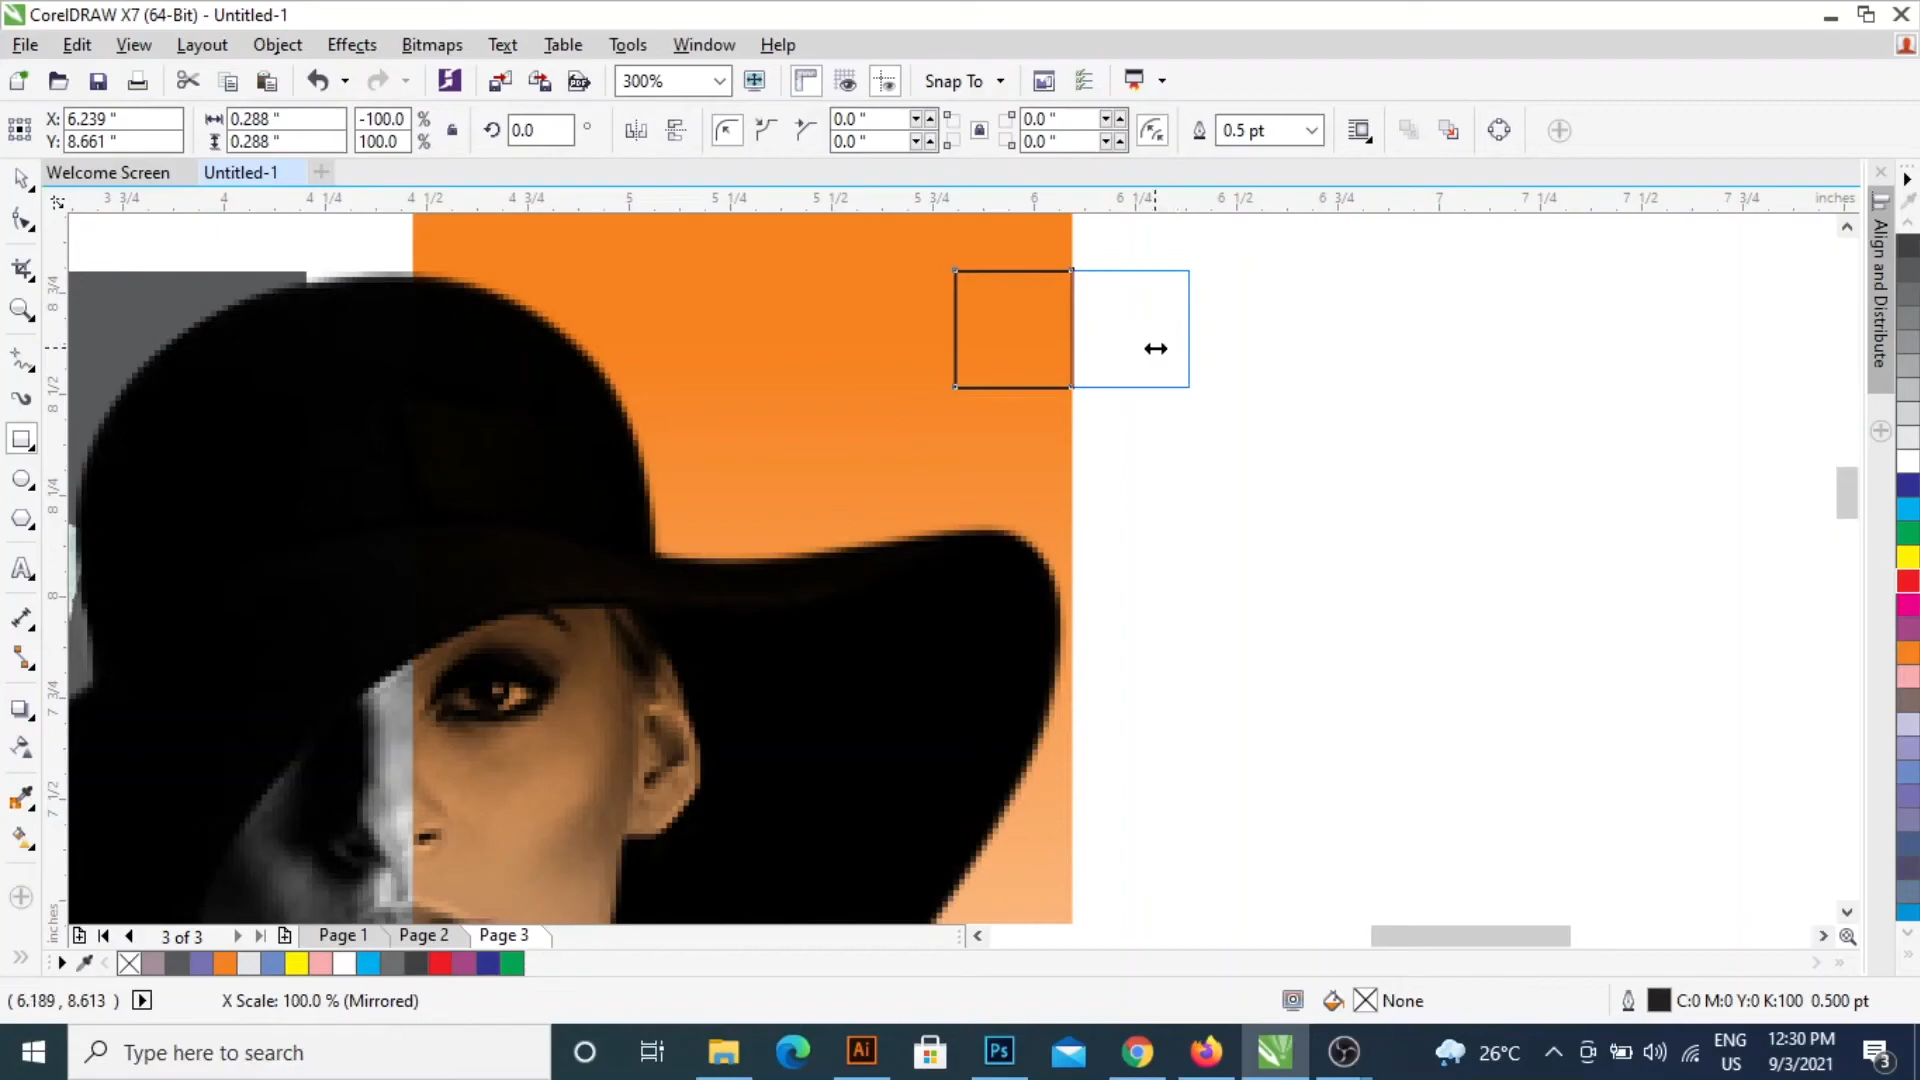 CorelDRAW X7 (64-Bit) - Untitled-1
File Edit View Layout Object Effects Bitmaps Text Table Tools Window Help
300% Snap To
X: 6.239 " 0.288 " -100.0 % 0.0 ° 0.0 " 0.0 " 0.5 pt
Y: 8.661 " 0.288 " 100.0 % 0.0 " 0.0 "
Welcome Screen Untitled-1
3 3/4 4 4 1/4 4 1/2 4 3/4 5 5 1/4 5 1/2 5 3/4 6 6 1/4 6 1/2 6 3/4 7 7 1/4 7 1/2 7 3/4 inches
8 3/4
8 1/2
8 1/4
8
7 3/4
7 1/2
inches
Align and Distribute
3 of 3 Page 1 Page 2 Page 3
( 6.189 , 8.613 ) X Scale: 100.0 % (Mirrored) None C:0 M:0 Y:0 K:100 0.500 pt
Type here to search Ai Ps 26°C ENG US 12:30 PM 9/3/2021 3